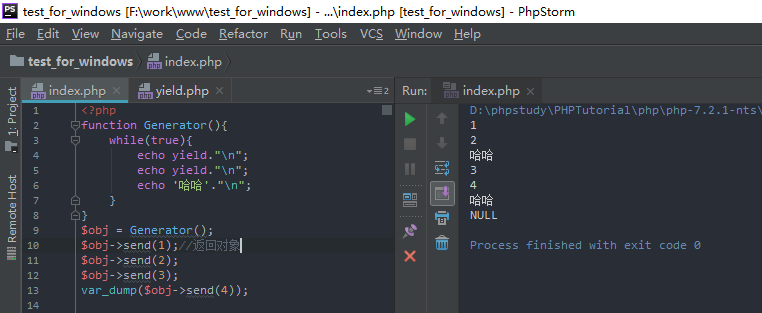 PS test_for_windows [F:\work\www\test_for_windows] - ...\index.php [test_for_windows] - PhpStorm
File Edit View Navigate Code Refactor Run Tools VCS Window Help
test_for_windows index.php
index.php yield.php 2
Run: index.php
1: Project
Remote Host
1 <?php
2 function Generator(){
3 while(true){
4 echo yield."\n";
5 echo yield."\n";
6 echo '哈哈'."\n";
7 }
8 }
9 $obj = Generator();
10 $obj->send(1);//返回对象
11 $obj->send(2);
12 $obj->send(3);
13 var_dump($obj->send(4));
14
D:\phpstudy\PHPTutorial\php\php-7.2.1-nts\
1
2
哈哈
3
4
哈哈
NULL
Process finished with exit code 0